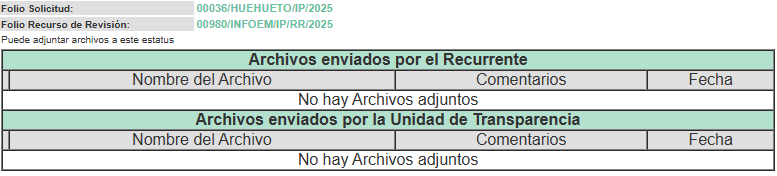 Folio Solicitud: 00036/HUEHUETO/IP/2025
Folio Recurso de Revisión: 00980/INFOEM/IP/RR/2025
Puede adjuntar archivos a este estatus
Archivos enviados por el Recurrente
Nombre del Archivo Comentarios Fecha
No hay Archivos adjuntos
Archivos enviados por la Unidad de Transparencia
Nombre del Archivo Comentarios Fecha
No hay Archivos adjuntos